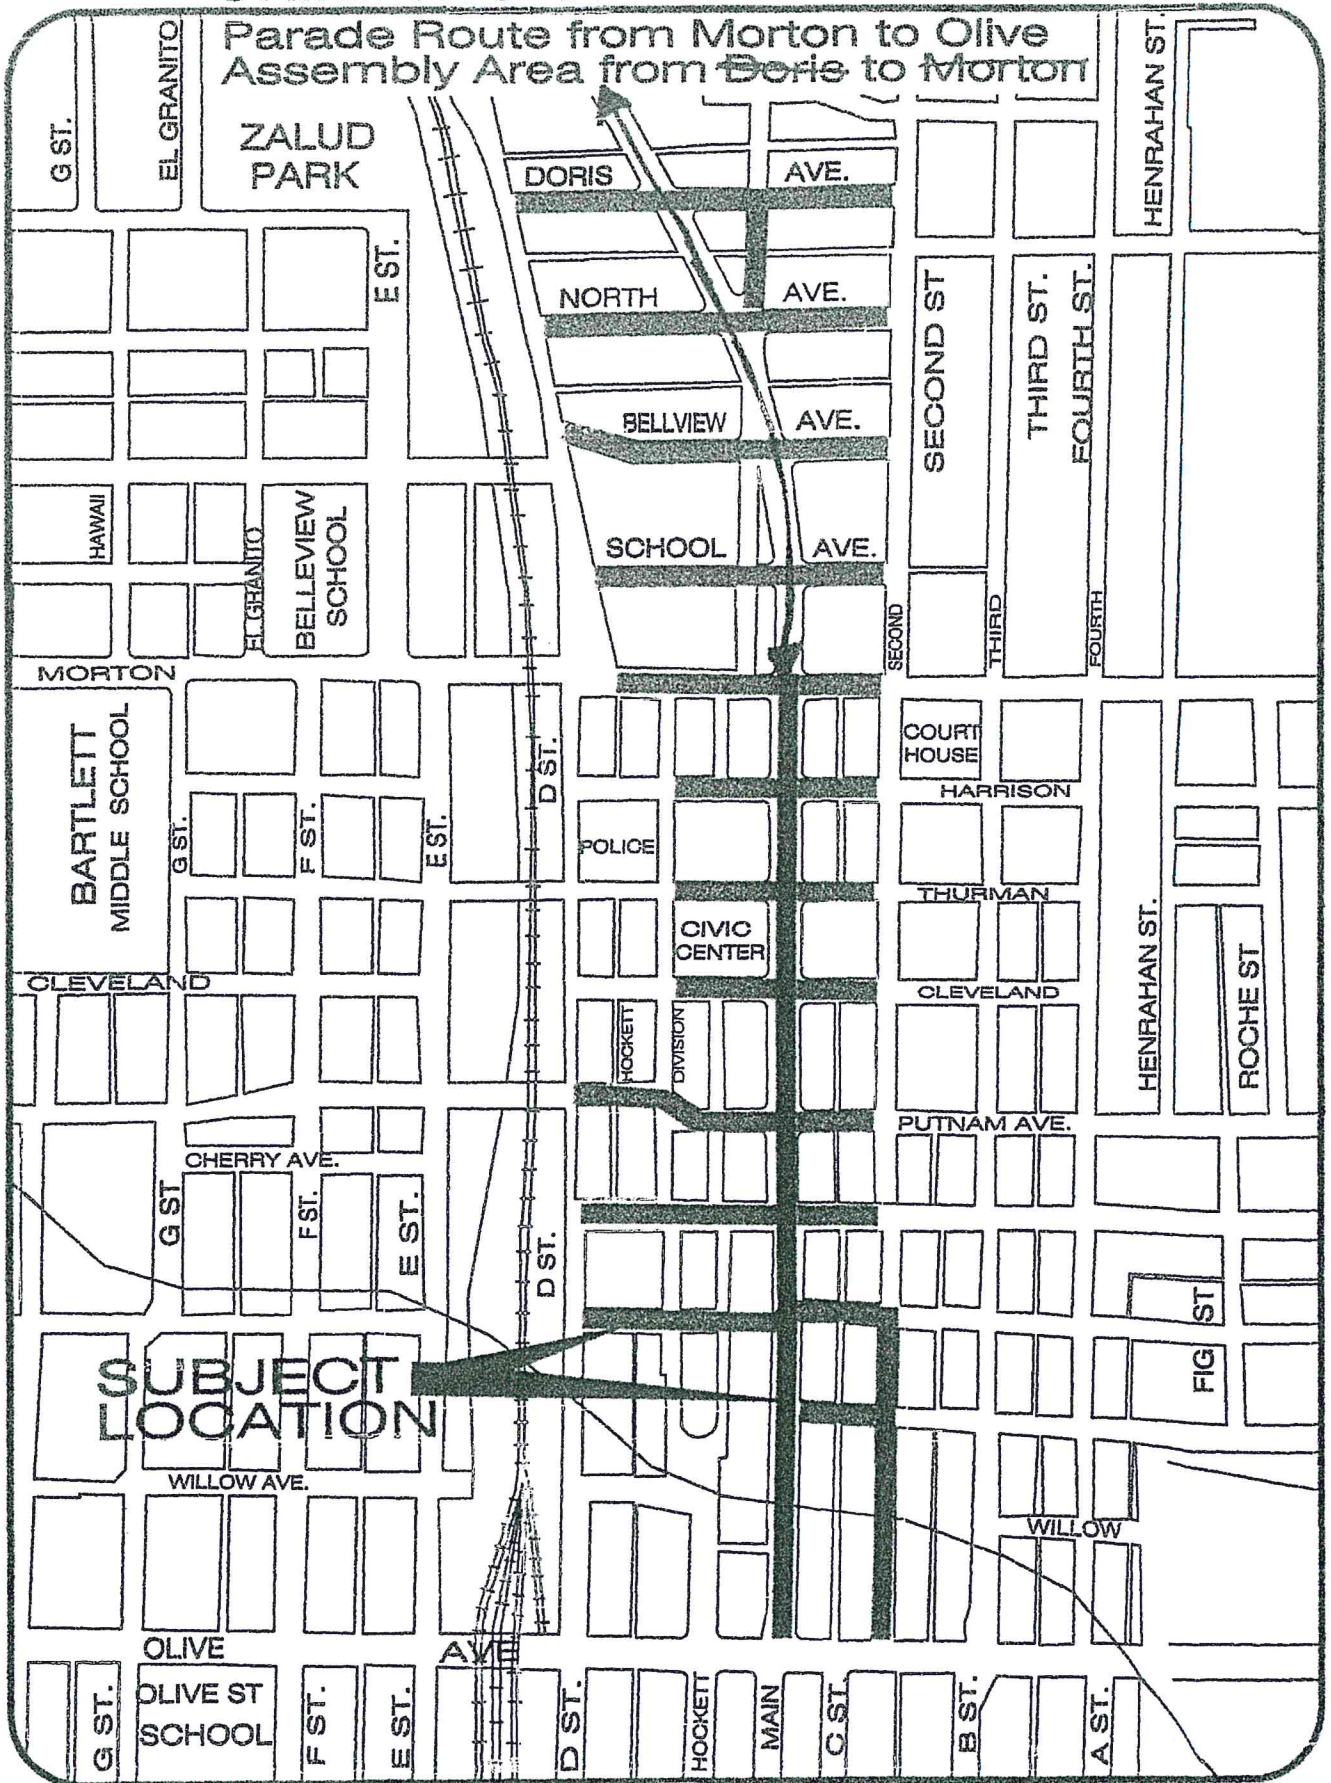 Parade Route from Morton to Olive
Assembly Area from Doris to Morton
G ST.
EL GRANITO
HENRAHAN ST.
ZALUD
PARK
DORIS
AVE.
E ST.
NORTH
AVE.
SECOND ST
THIRD ST.
FOURTH ST.
BELLVIEW
AVE.
HAWAII
EL GRANITO
BELLEVIEW
SCHOOL
SCHOOL
AVE.
SECOND
THIRD
FOURTH
MORTON
BARTLETT
MIDDLE SCHOOL
D ST.
COURT
HOUSE
HARRISON
G ST.
F ST.
E ST.
POLICE
THURMAN
CIVIC
CENTER
HENRAHAN ST.
ROCHE ST
CLEVELAND
CLEVELAND
HOCKETT
DIVISION
PUTNAM AVE.
CHERRY AVE.
G ST
F ST.
E ST.
D ST.
FIG ST
SUBJECT
LOCATION
WILLOW AVE.
WILLOW
OLIVE
AVE
OLIVE ST
SCHOOL
G ST.
F ST.
E ST.
D ST.
HOCKETT
MAIN
C ST.
B ST.
A ST.